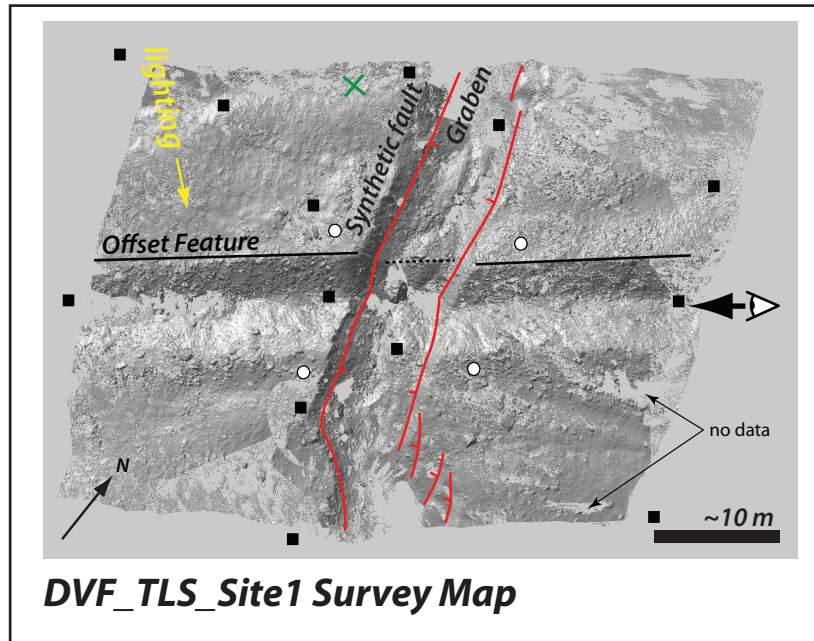 lighting
Synthetic fault
Graben
Offset Feature
no data
N
~10 m
DVF_TLS_Site1 Survey Map